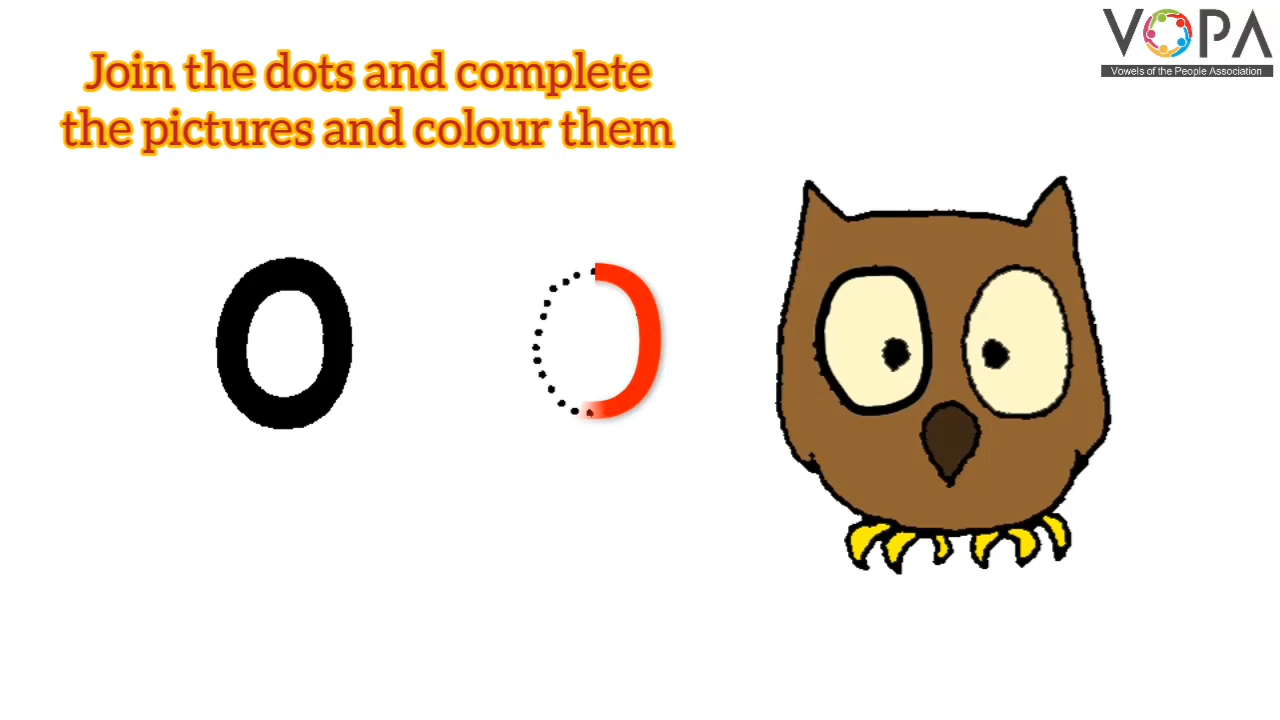 Join the dots and complete
the pictures and colour them
VOPA
Vowels of the People Association
o